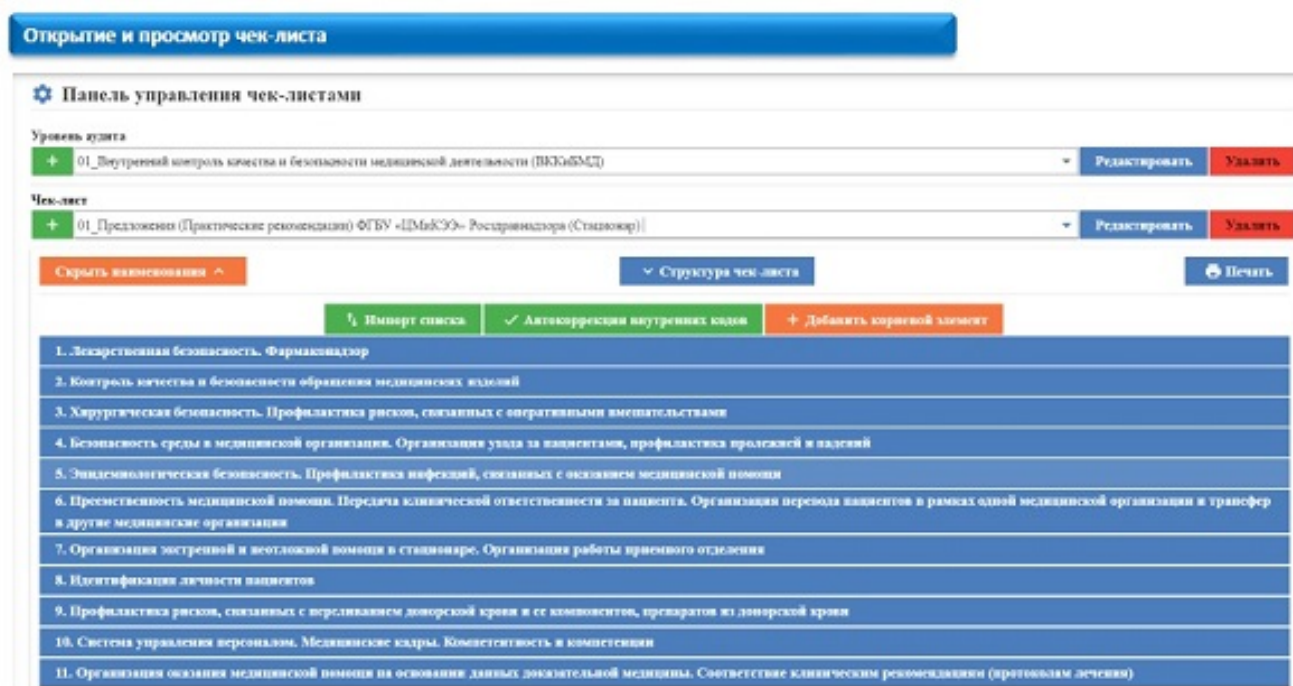 Открытие и просмотр чек-листа
Панель управления чек-листами
Уровень аудита
+ 01_Внутренний контроль качества и безопасности медицинской деятельности (ВККиБМД) Редактировать Удалить
Чек-лист
+ 01_Предложения (Практические рекомендации) ФГБУ «ЦМиКЭЭ» Росздравнадзора (Стационар) Редактировать Удалить
Скрыть наименования Структура чек-листа Печать
Импорт списка Автокоррекция внутренних кодов + Добавить корневой элемент
1. Лекарственная безопасность. Фармаконадзор
2. Контроль качества и безопасности обращения медицинских изделий
3. Хирургическая безопасность. Профилактика рисков, связанных с оперативными вмешательствами
4. Безопасность среды в медицинской организации. Организация ухода за пациентами, профилактика пролежней и падений
5. Эпидемиологическая безопасность. Профилактика инфекций, связанных с оказанием медицинской помощи
6. Преемственность медицинской помощи. Передача клинической ответственности за пациента. Организация перевода пациентов в рамках одной медицинской организации и трансфер
в другие медицинские организации
7. Организация экстренной и неотложной помощи в стационаре. Организация работы приемного отделения
8. Идентификация личности пациентов
9. Профилактика рисков, связанных с переливанием донорской крови и ее компонентов, препаратов из донорской крови
10. Система управления персоналом. Медицинские кадры. Компетентность и компетенции
11. Организация оказания медицинской помощи на основании данных доказательной медицины. Соответствие клиническим рекомендациям (протоколам лечения)